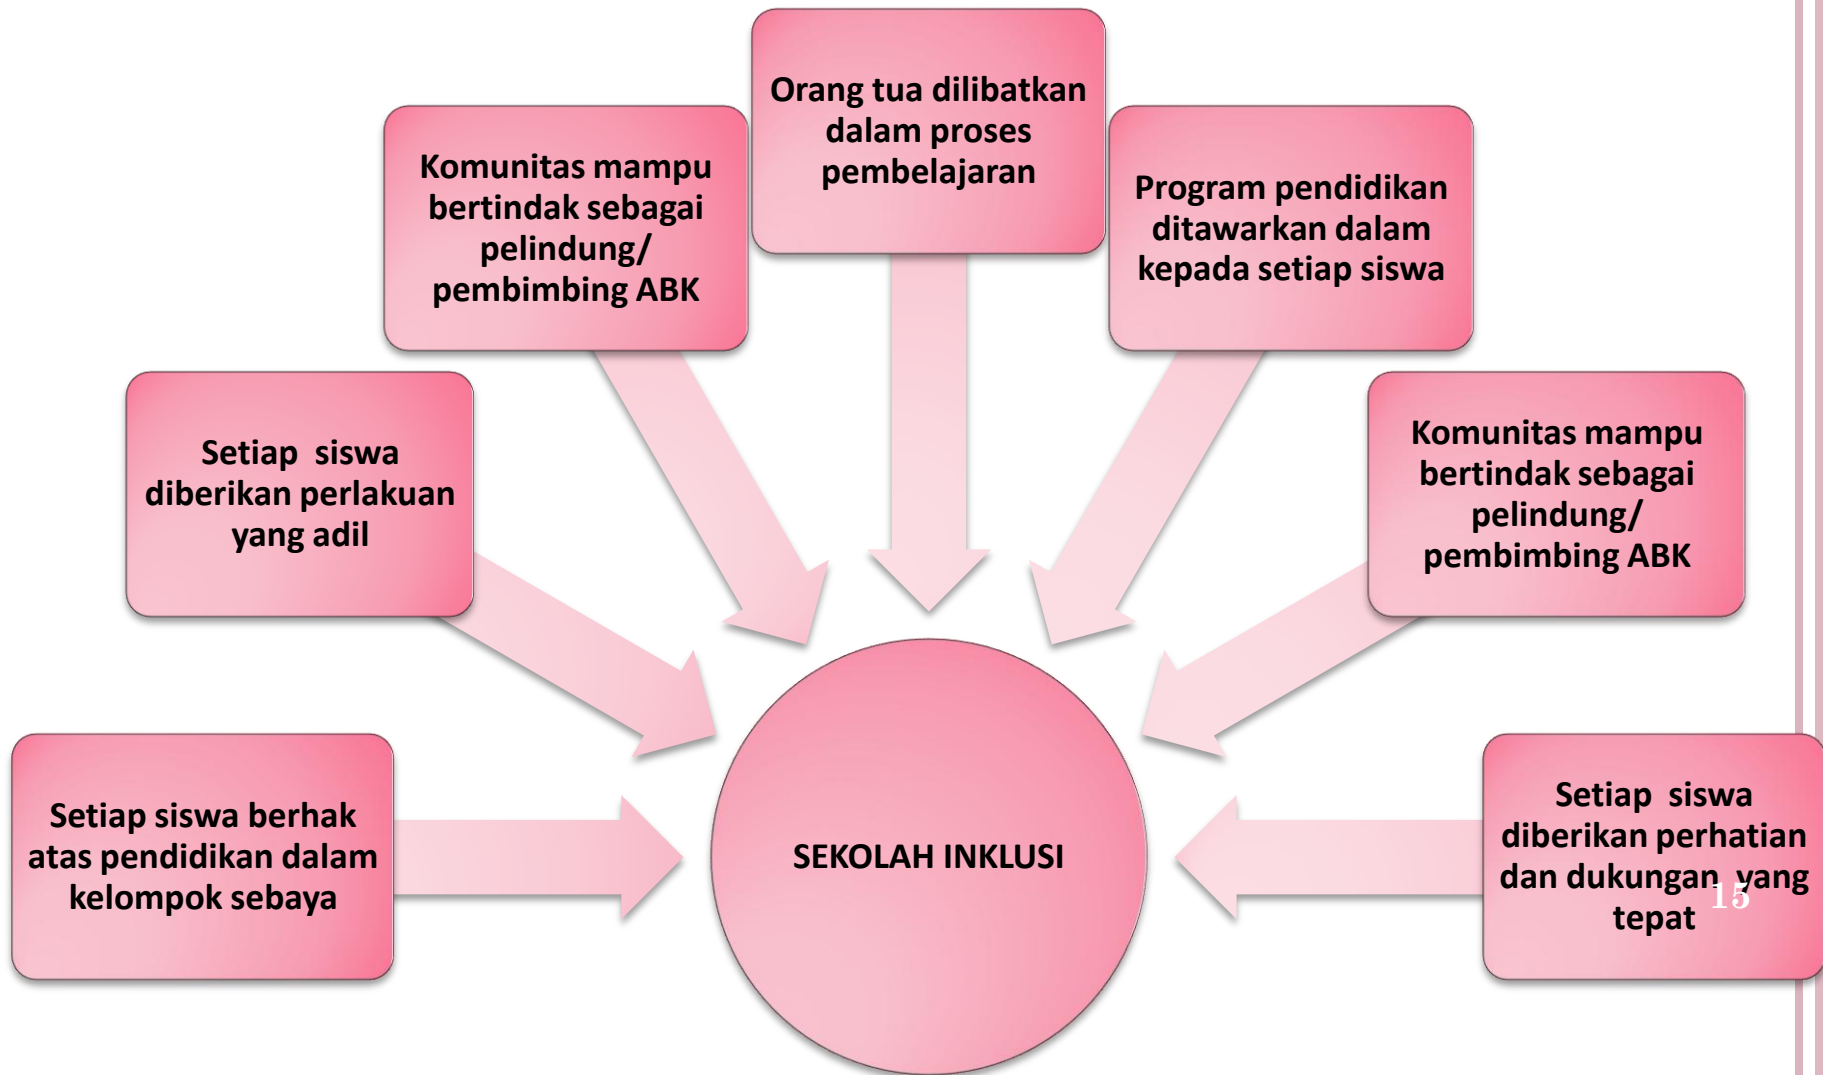 Orang tua dilibatkan
dalam proses
pembelajaran
Komunitas mampu
bertindak sebagai
pelindung/
pembimbing ABK
Program pendidikan
ditawarkan dalam
kepada setiap siswa
Setiap siswa
diberikan perlakuan
yang adil
Komunitas mampu
bertindak sebagai
pelindung/
pembimbing ABK
Setiap siswa berhak
atas pendidikan dalam
kelompok sebaya
SEKOLAH INKLUSI
Setiap siswa
diberikan perhatian
dan dukungan yang
tepat
15